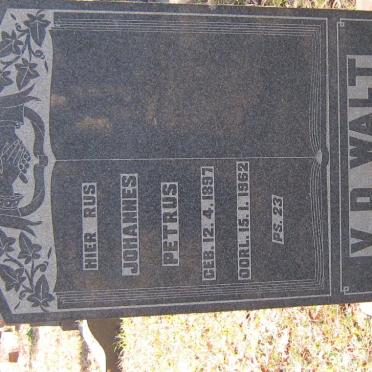 HIER RUS
JOHANNES
PETRUS
GEB. 12. 4. 1897
OORL. 15. 1. 1962
PS. 23
V D WALT